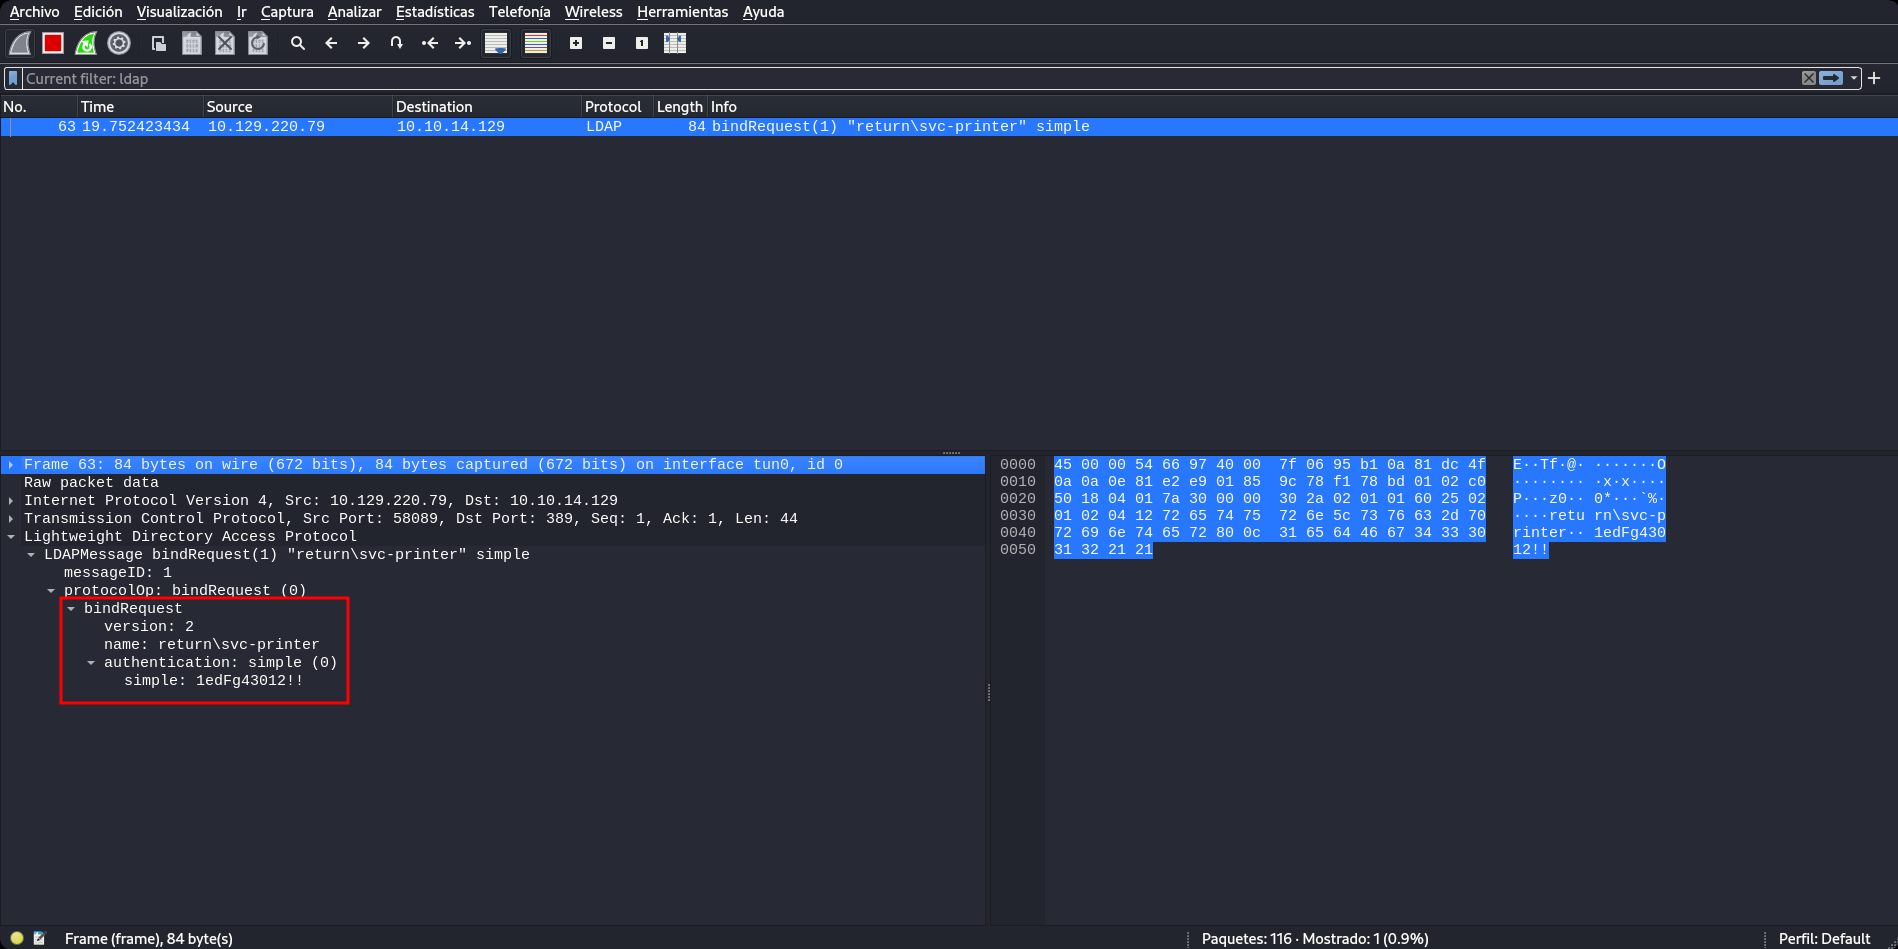 Archivo Edición Visualización Ir Captura Analizar Estadísticas Telefonía Wireless Herramientas Ayuda
Current filter: ldap
No. Time Source Destination Protocol Length Info
63 19.752423434 10.129.220.79 10.10.14.129 LDAP 84 bindRequest(1) "return\svc-printer" simple
Frame 63: 84 bytes on wire (672 bits), 84 bytes captured (672 bits) on interface tun0, id 0
Raw packet data
Internet Protocol Version 4, Src: 10.129.220.79, Dst: 10.10.14.129
Transmission Control Protocol, Src Port: 58089, Dst Port: 389, Seq: 1, Ack: 1, Len: 44
Lightweight Directory Access Protocol
LDAPMessage bindRequest(1) "return\svc-printer" simple
messageID: 1
protocolOp: bindRequest (0)
bindRequest
version: 2
name: return\svc-printer
authentication: simple (0)
simple: 1edFg43012!!
0000 45 00 00 54 66 97 40 00 7f 06 95 b1 0a 81 dc 4f E··Tf·@· ·······O
0010 0a 0a 0e 81 e2 e9 01 85 9c 78 f1 78 bd 01 02 c0 ········ ·x·x····
0020 50 18 04 01 7a 30 00 00 30 2a 02 01 01 60 25 02 P···z0·· 0*···`%·
0030 01 02 04 12 72 65 74 75 72 6e 5c 73 76 63 2d 70 ····retu rn\svc-p
0040 72 69 6e 74 65 72 80 0c 31 65 64 46 67 34 33 30 rinter·· 1edFg430
0050 31 32 21 21 12!!
Frame (frame), 84 byte(s) Paquetes: 116 · Mostrado: 1 (0.9%) Perfil: Default